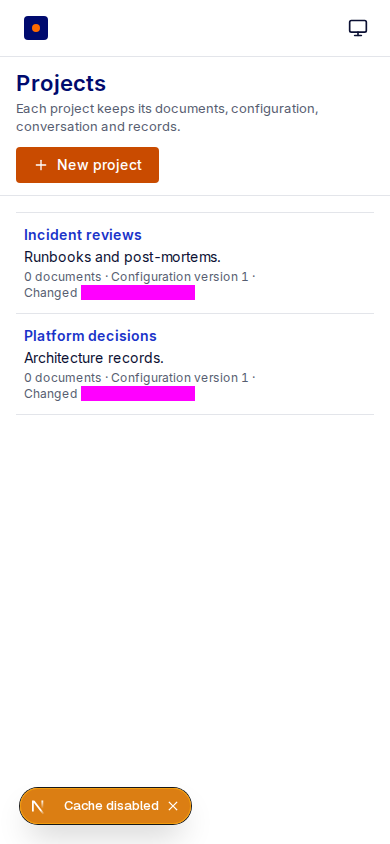 Projects
Each project keeps its documents, configuration,
conversation and records.
New project
Incident reviews
Runbooks and post-mortems.
0 documents · Configuration version 1 ·
Changed
Platform decisions
Architecture records.
0 documents · Configuration version 1 ·
Changed
Cache disabled